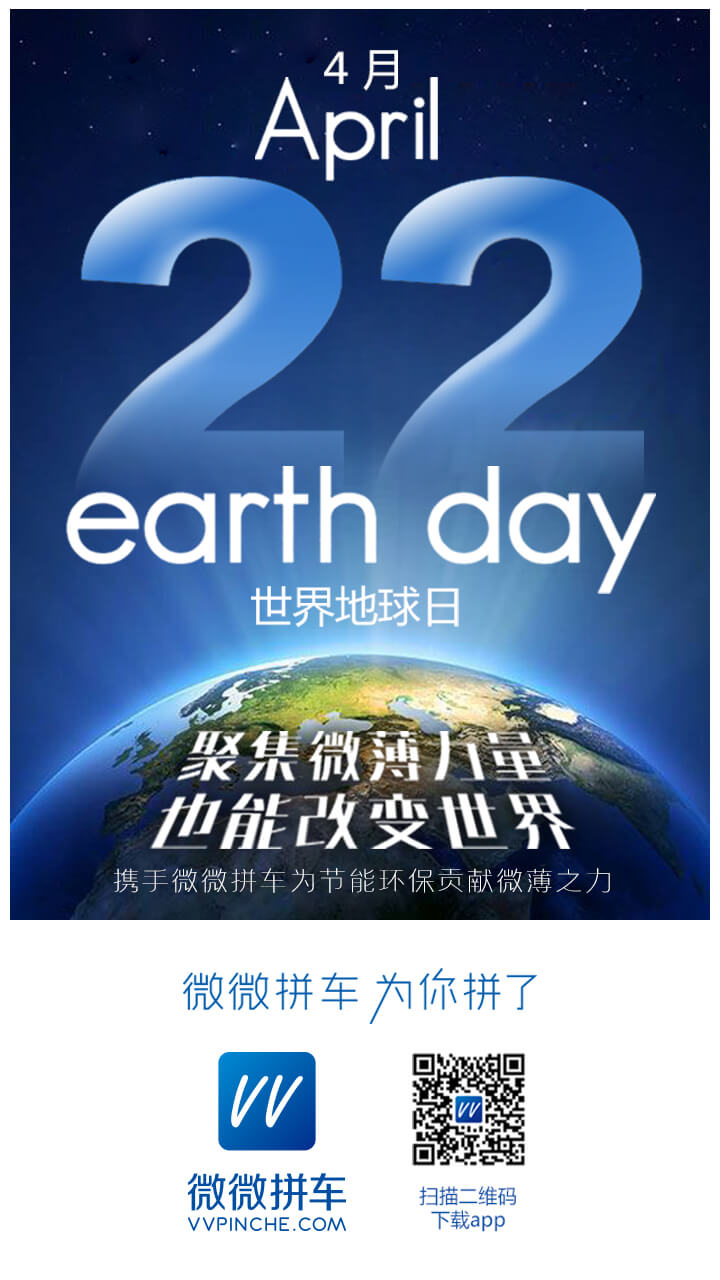 4月
April
22
earth day
世界地球日
聚集微薄力量
也能改变世界
携手微微拼车为节能环保贡献微薄之力
微微拼车 为你拼了
VV
VV
微微拼车
VVPINCHE.COM
扫描二维码
下载app